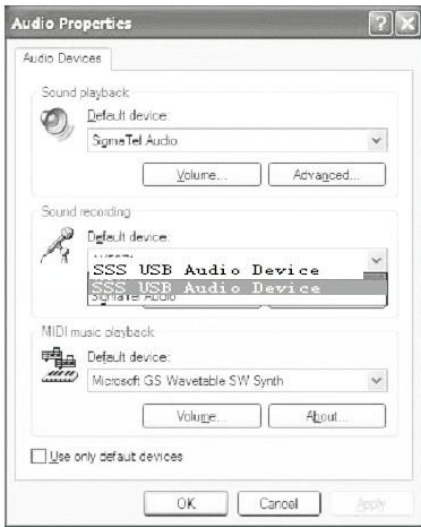 Audio Properties
Audio Devices
Sound playback
Default device:
SigmaTel Audio
Volume...
Advanced...
Sound recording
Default device:
SSS USB Audio Device
SSS USB Audio Device
SigmaTel Audio
MIDI music playback
Default device:
Microsoft GS Wavetable SW Synth
Volume...
About...
Use only default devices
OK
Cancel
Apply